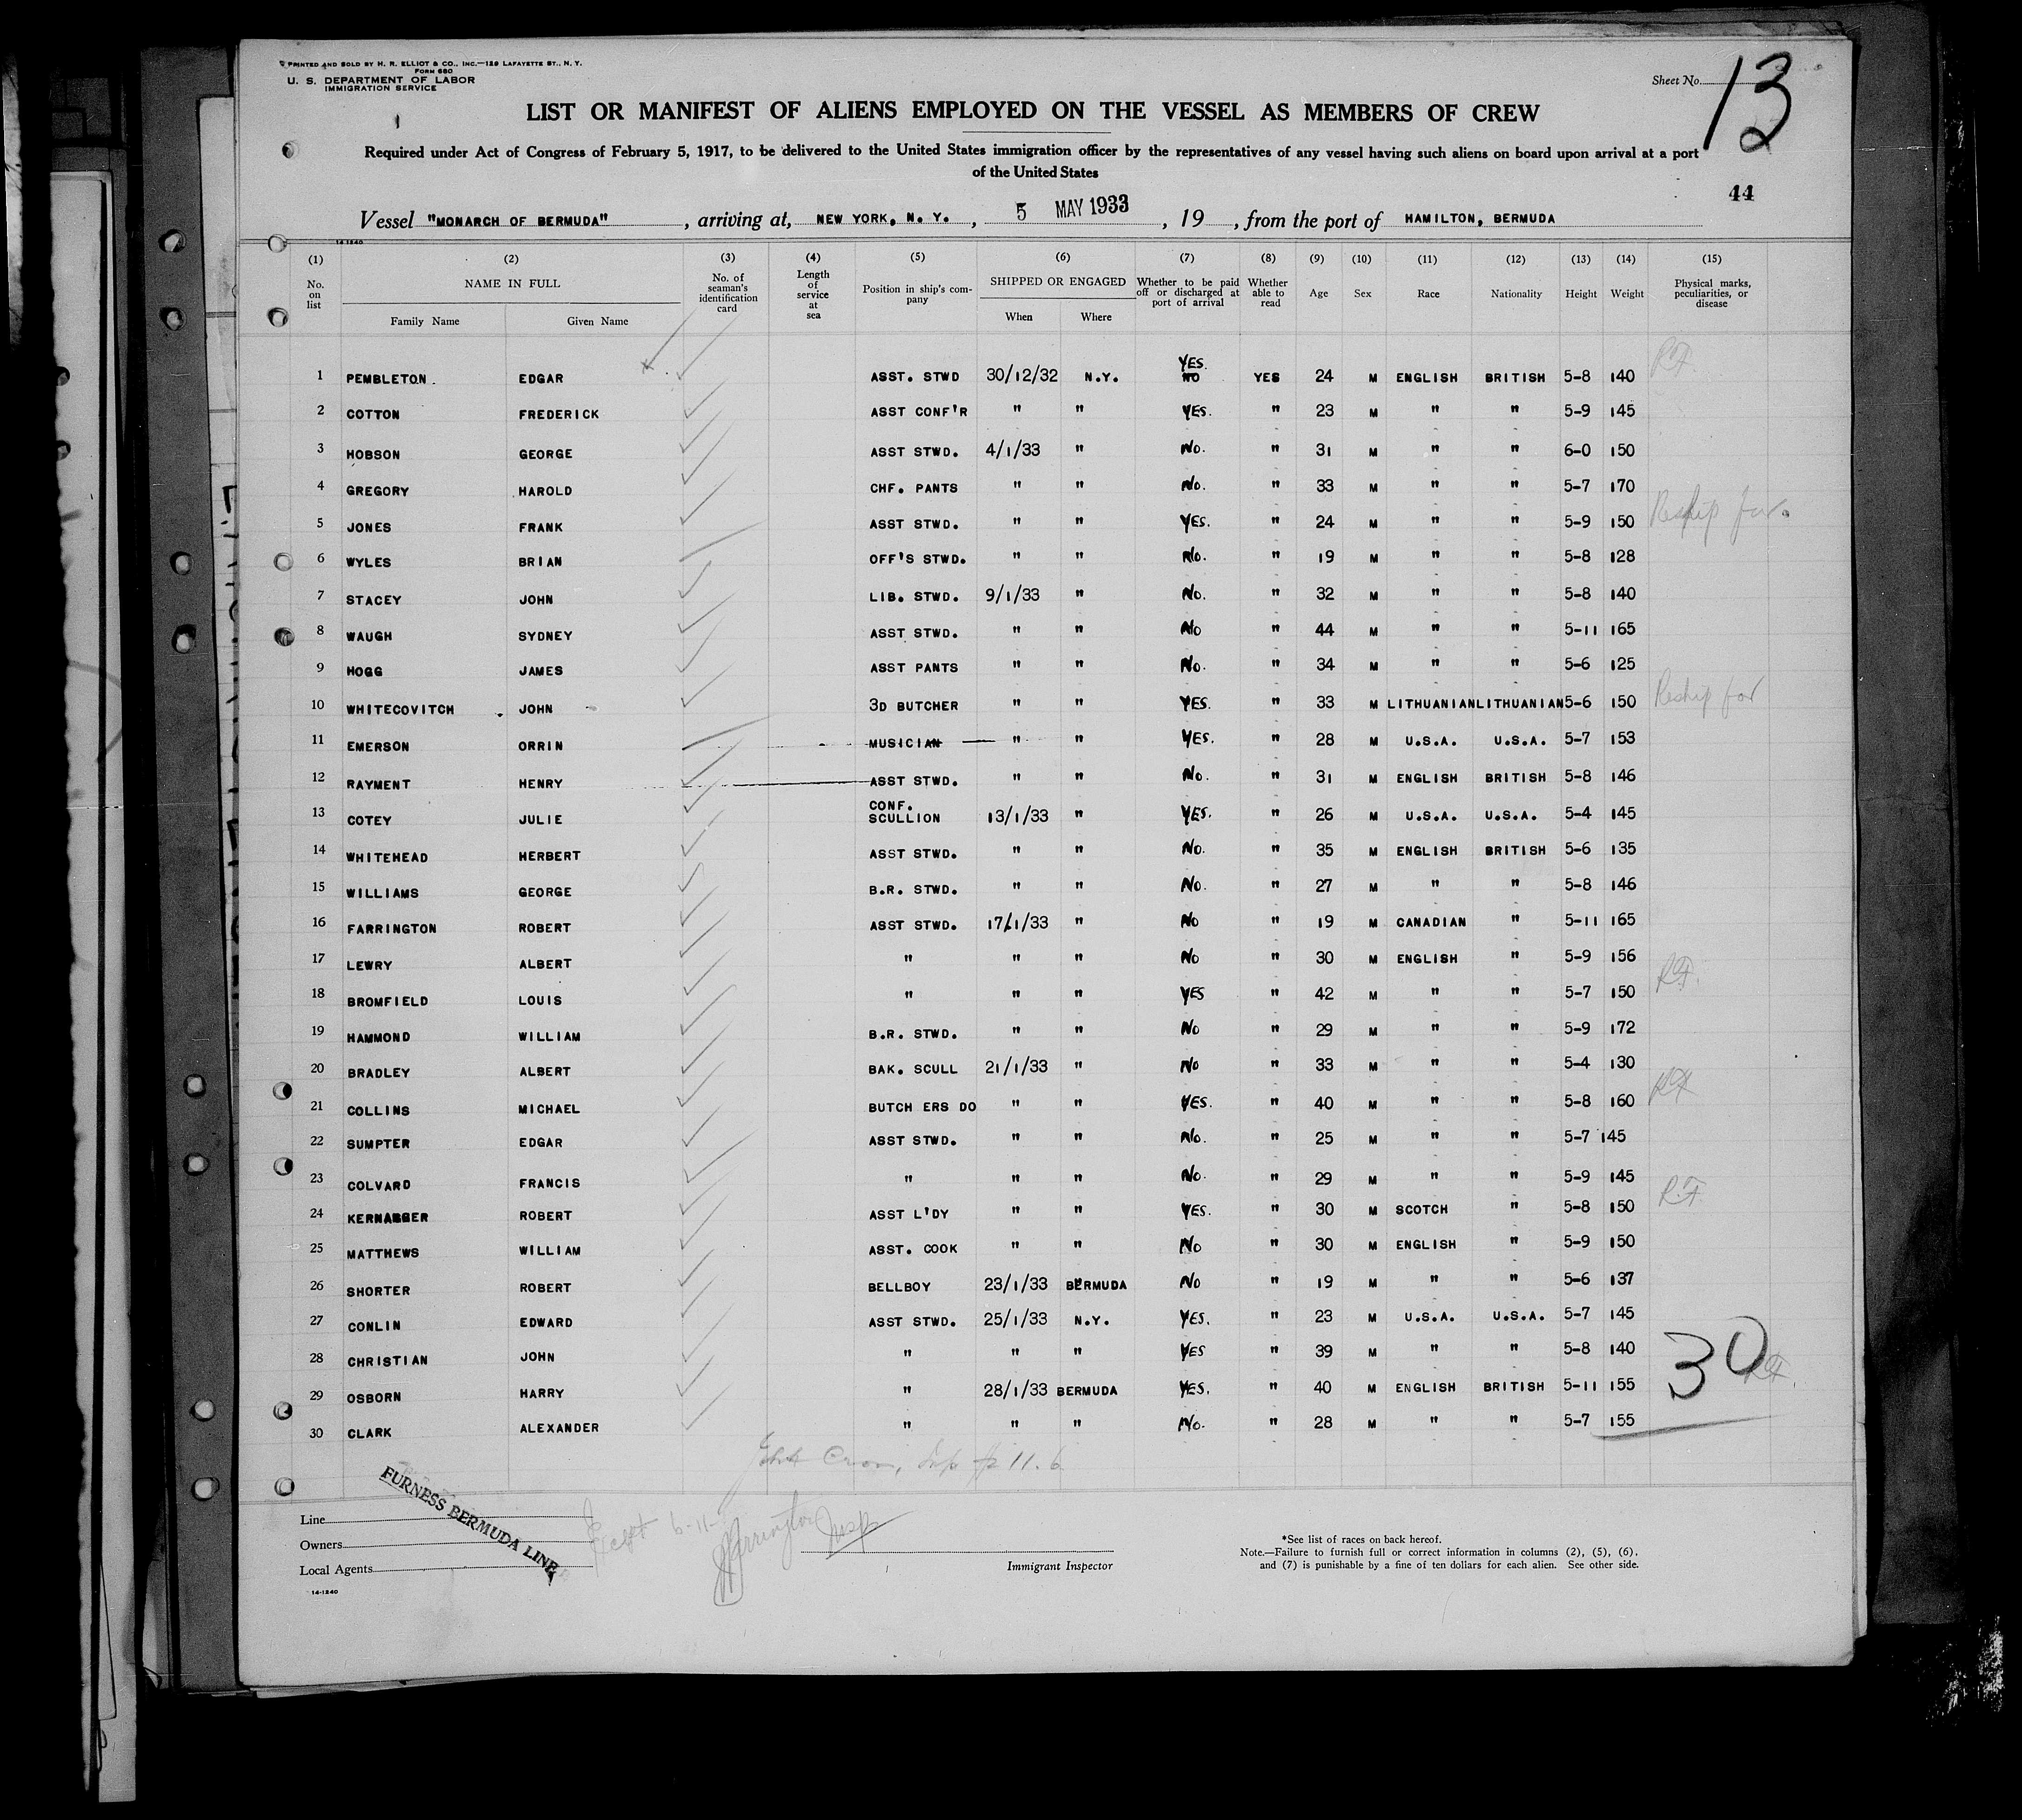 PRINTED AND SOLD BY H. R. ELLIOT & CO., INC.—129 LAFAYETTE ST., N. Y.
FORM 680
U. S. DEPARTMENT OF LABOR
IMMIGRATION SERVICE
Sheet No. 13
LIST OR MANIFEST OF ALIENS EMPLOYED ON THE VESSEL AS MEMBERS OF CREW
Required under Act of Congress of February 5, 1917, to be delivered to the United States immigration officer by the representatives of any vessel having such aliens on board upon arrival at a port
of the United States
44
Vessel "MONARCH OF BERMUDA", arriving at, NEW YORK, N. Y., 5 MAY 1933, 19, from the port of HAMILTON, BERMUDA
14-1240
(1) (2) (3) (4) (5) (6) (7) (8) (9) (10) (11) (12) (13) (14) (15)
No. on list NAME IN FULL Family Name Given Name No. of seaman's identification card Length of service at sea Position in ship's company SHIPPED OR ENGAGED When Where Whether to be paid off or discharged at port of arrival Whether able to read Age Sex Race Nationality Height Weight Physical marks, peculiarities, or disease
1 PEMBLETON EDGAR ASST. STWD 30/12/32 N.Y. YES. NO YES 24 M ENGLISH BRITISH 5-8 140 R.F.
2 COTTON FREDERICK ASST CONF'R " " YES. " 23 M " " 5-9 145
3 HOBSON GEORGE ASST STWD. 4/1/33 " No. " 31 M " " 6-0 150
4 GREGORY HAROLD CHF. PANTS " " No. " 33 M " " 5-7 170
5 JONES FRANK ASST STWD. " " YES. " 24 M " " 5-9 150 Reship for.
6 WYLES BRIAN OFF'S STWD. " " No. " 19 M " " 5-8 128
7 STACEY JOHN LIB. STWD. 9/1/33 " No. " 32 M " " 5-8 140
8 WAUGH SYDNEY ASST STWD. " " No " 44 M " " 5-11 165
9 HOGG JAMES ASST PANTS " " No. " 34 M " " 5-6 125
10 WHITECOVITCH JOHN 3D BUTCHER " " YES. " 33 M LITHUANIAN LITHUANIAN 5-6 150 Reship for
11 EMERSON ORRIN MUSICIAN " " YES. " 28 M U.S.A. U.S.A. 5-7 153
12 RAYMENT HENRY ASST STWD. " " No. " 31 M ENGLISH BRITISH 5-8 146
13 COTEY JULIE CONF. SCULLION 13/1/33 " YES. " 26 M U.S.A. U.S.A. 5-4 145
14 WHITEHEAD HERBERT ASST STWD. " " No. " 35 M ENGLISH BRITISH 5-6 135
15 WILLIAMS GEORGE B.R. STWD. " " No. " 27 M " " 5-8 146
16 FARRINGTON ROBERT ASST STWD. 17/1/33 " No " 19 M CANADIAN " 5-11 165
17 LEWRY ALBERT " " " No " 30 M ENGLISH " 5-9 156
18 BROMFIELD LOUIS " " " YES " 42 M " " 5-7 150 R.F.
19 HAMMOND WILLIAM B.R. STWD. " " No " 29 M " " 5-9 172
20 BRADLEY ALBERT BAK. SCULL 21/1/33 " No " 33 M " " 5-4 130
21 COLLINS MICHAEL BUTCH ERS DO " " YES. " 40 M " " 5-8 160 R.F.
22 SUMPTER EDGAR ASST STWD. " " No. " 25 M " " 5-7 145
23 COLVARD FRANCIS " " " No. " 29 M " " 5-9 145
24 ROBERT ASST L'DY " " YES. " 30 M SCOTCH " 5-8 150 R.F.
25 MATTHEWS WILLIAM ASST. COOK " " No " 30 M ENGLISH " 5-9 150
26 SHORTER ROBERT BELLBOY 23/1/33 BERMUDA No " 19 M " " 5-6 137
27 CONLIN EDWARD ASST STWD. 25/1/33 N.Y. YES. " 23 M U.S.A. U.S.A. 5-7 145
28 CHRISTIAN JOHN " " " YES " 39 M " " 5-8 140
29 OSBORN HARRY " 28/1/33 BERMUDA YES. " 40 M ENGLISH BRITISH 5-11 155 R.F.
30 CLARK ALEXANDER " " " No. " 28 M " " 5-7 155
30
11.6
FURNESS BERMUDA LINE
Line
Owners
Local Agents
Except 6-11-
Immigrant Inspector
*See list of races on back hereof.
Note.—Failure to furnish full or correct information in columns (2), (5), (6),
and (7) is punishable by a fine of ten dollars for each alien. See other side.
14-1240